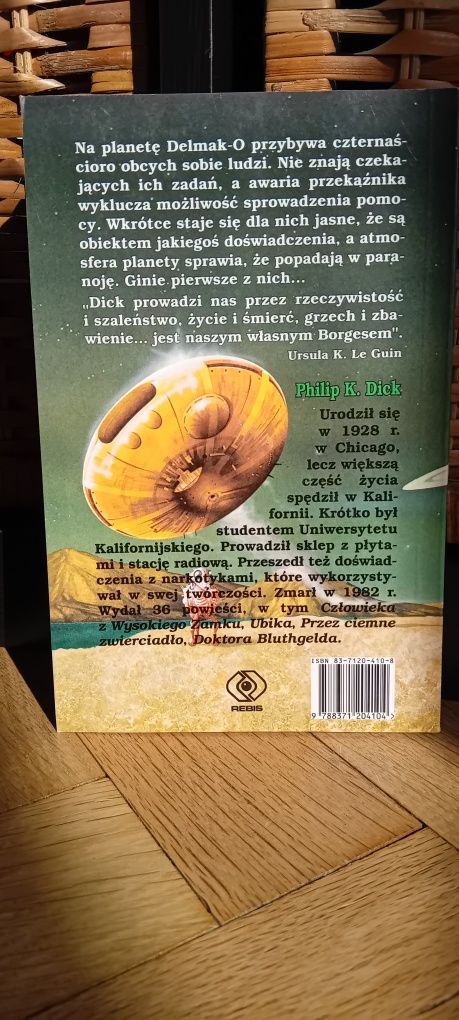 Na planetę Delmak-O przybywa czternaś-
cioro obcych sobie ludzi. Nie znają czeka-
jących ich zadań, a awaria przekaźnika
wyklucza możliwość sprowadzenia pomo-
cy. Wkrótce staje się dla nich jasne, że są
obiektem jakiegoś doświadczenia, a atmo-
sfera planety sprawia, że popadają w para-
noję. Ginie pierwsze z nich...
„Dick prowadzi nas przez rzeczywistość
i szaleństwo, życie i śmierć, grzech i zba-
wienie... jest naszym własnym Borgesem".
Ursula K. Le Guin
Philip K. Dick
Urodził się
w 1928 r.
w Chicago,
lecz większą
część życia
spędził w Kali-
fornii. Krótko był
studentem Uniwersytetu
Kalifornijskiego. Prowadził sklep z płyta-
mi i stację radiową. Przeszedł też doświad-
czenia z narkotykami, które wykorzysty-
wał w swej twórczości. Zmarł w 1982 r.
Wydał 36 powieści, w tym Człowieka
z Wysokiego Zamku, Ubika, Przez ciemne
zwierciadło, Doktora Bluthgelda.
ISBN 83-7120-410-8
REBIS
9 788371 204104 >